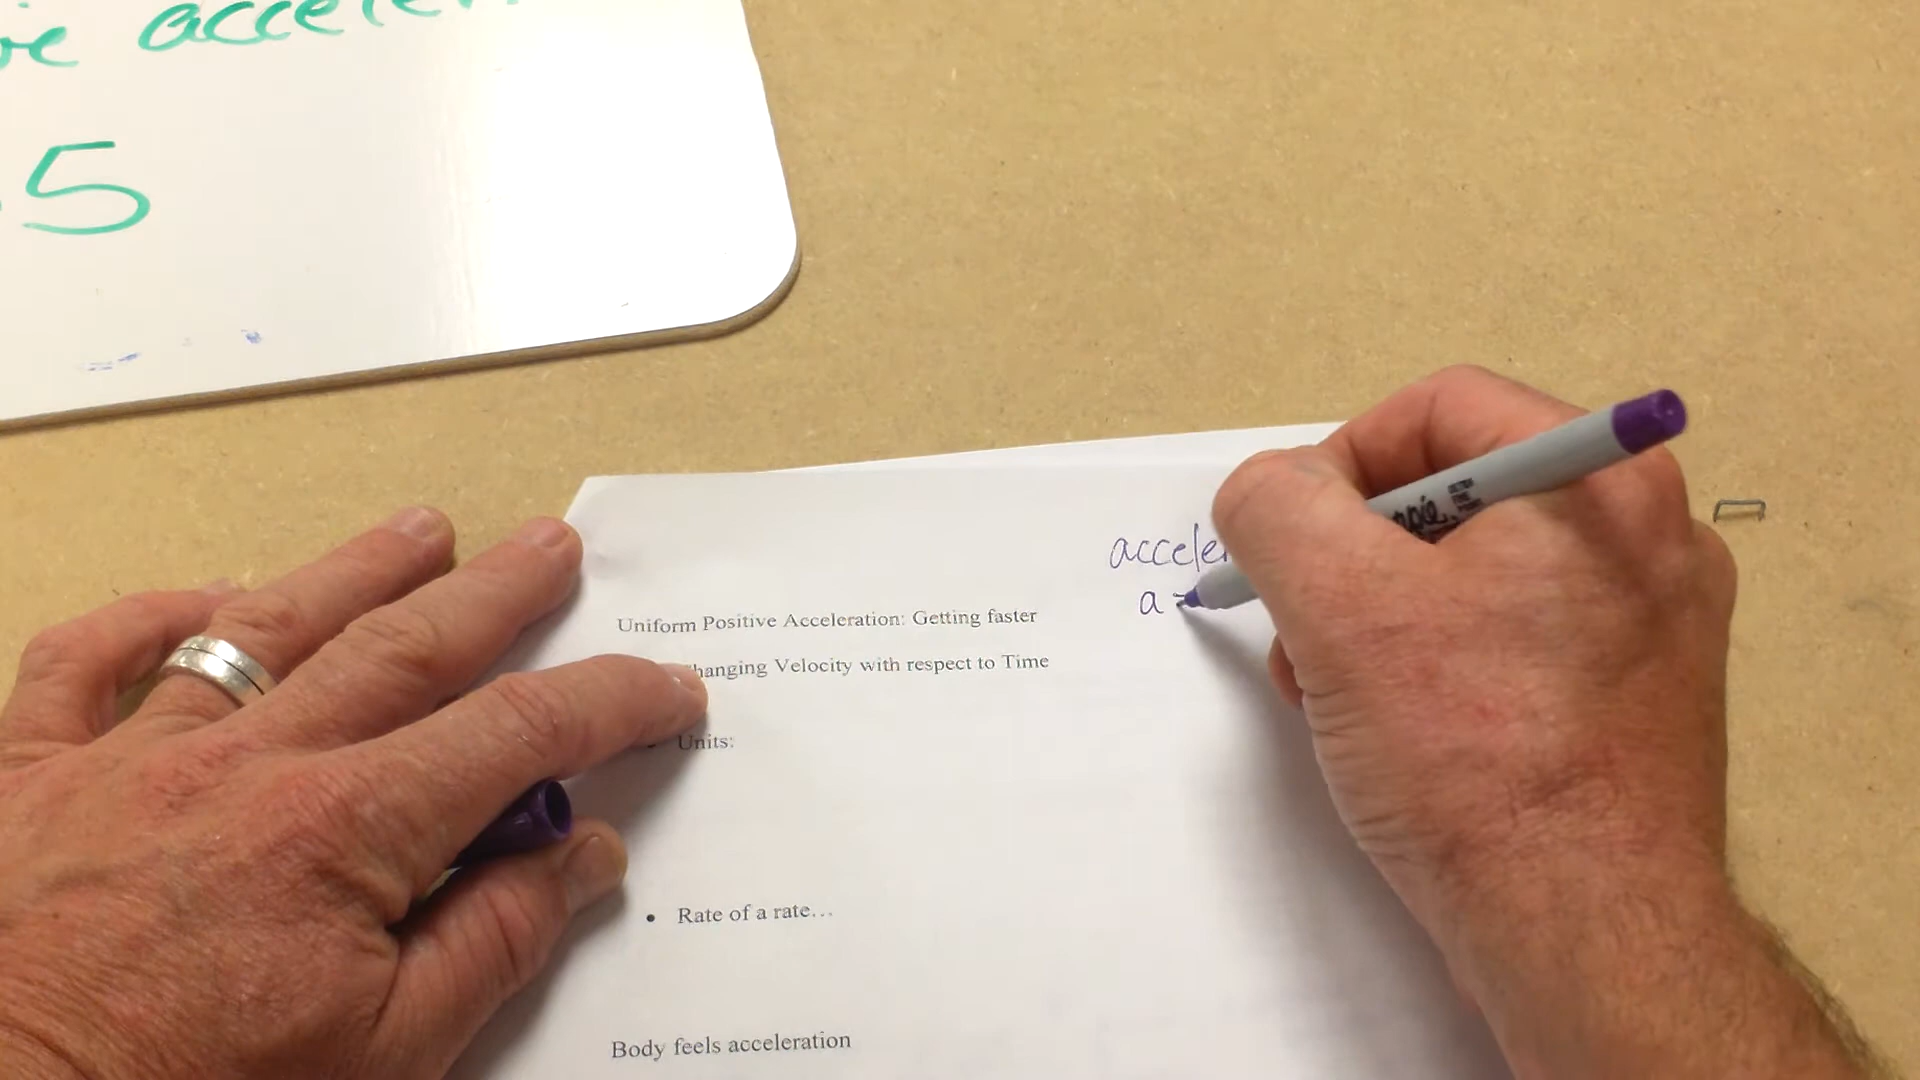 5
acceler
a =
Uniform Positive Acceleration: Getting faster
hanging Velocity with respect to Time
• Units:
• Rate of a rate…
Body feels acceleration